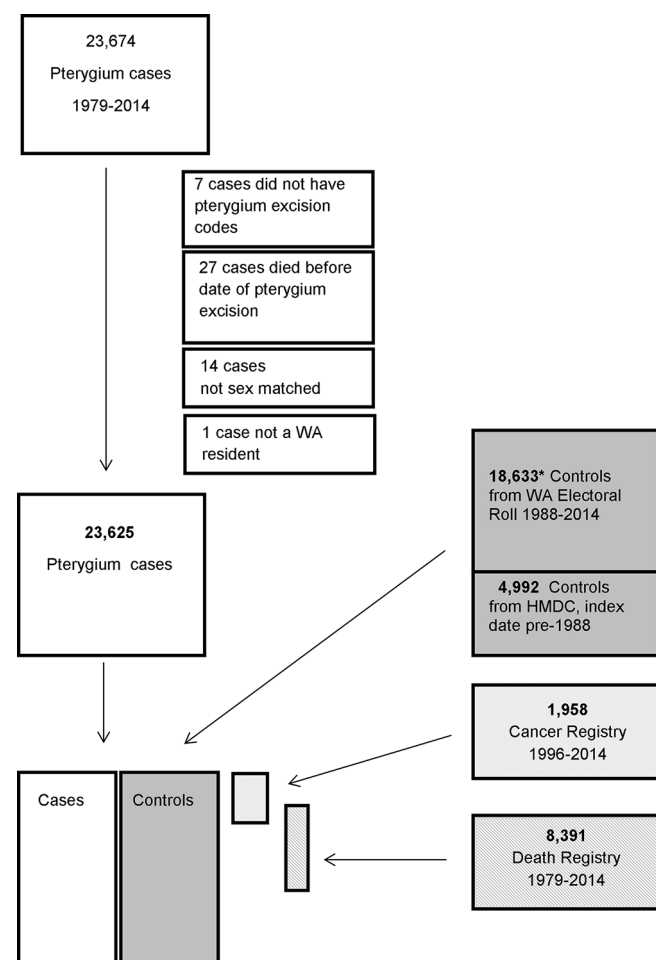 23,674
Pterygium cases
1979-2014
7 cases did not have
pterygium excision
codes
27 cases died before
date of pterygium
excision
14 cases
not sex matched
1 case not a WA
resident
18,633* Controls
from WA Electoral
Roll 1988-2014
23,625
Pterygium cases
4,992 Controls
from HMDC, index
date pre-1988
1,958
Cancer Registry
1996-2014
Cases
Controls
8,391
Death Registry
1979-2014